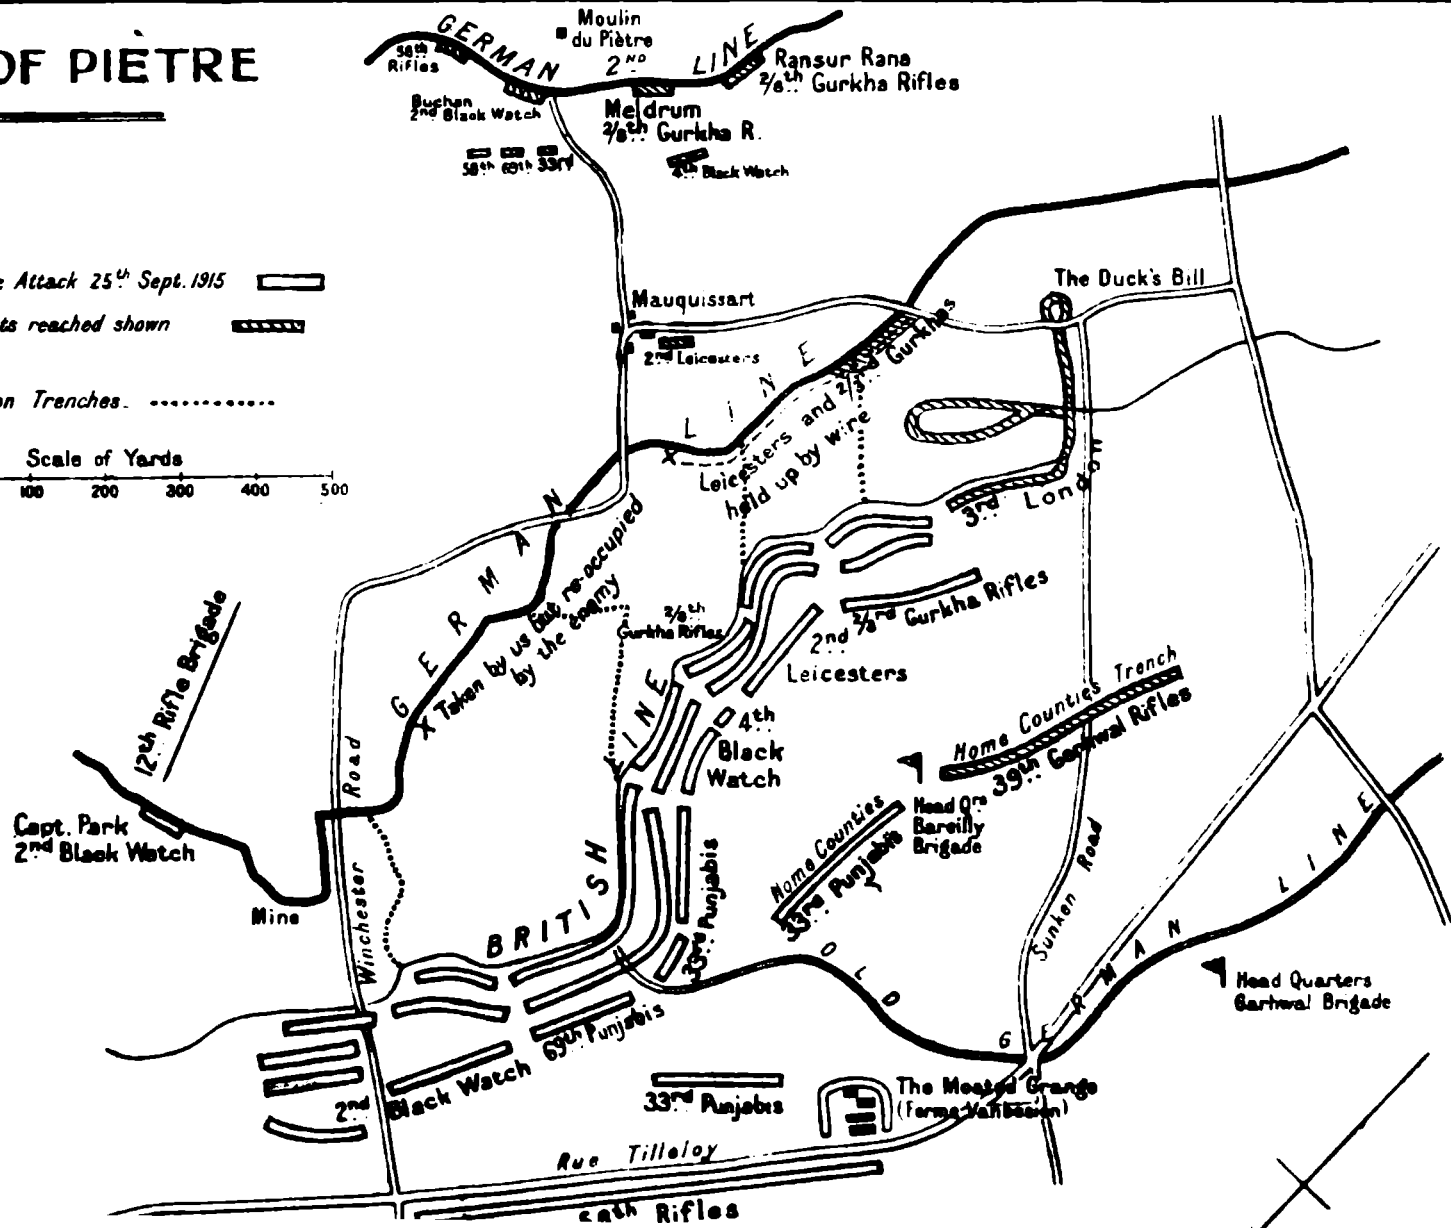 OF PIÈTRE
Attack 25th Sept. 1915
ts reached shown
on Trenches.
Scale of Yards
100 200 300 400 500
GERMAN 2ND LINE
Moulin
du Piètre
58th
Rifles
Buchan
2nd Black Watch
Meldrum
2/8th Gurkha R.
Ransur Rana
2/8th Gurkha Rifles
58th 69th 33rd
4th Black Watch
The Duck's Bill
Mauquissart
2nd Leicesters
GERMAN LINE
Leicesters and 2/3rd Gurkhas
held up by wire
3rd London
Taken by us but re-occupied
by the enemy
2/8th
Gurkha Rifles
2/3rd Gurkha Rifles
2nd
Leicesters
4th
Black
Watch
12th Rifle Brigade
Capt. Park
2nd Black Watch
Mine
Winchester Road
BRITISH LINE
Home Counties Trench
39th Garhwal Rifles
Head Qrs
Bareilly
Brigade
Home Counties
33rd Punjabis
33rd Punjabis
Sunken Road
OLD GERMAN LINE
Head Quarters
Garhwal Brigade
69th Punjabis
2nd Black Watch
33rd Punjabis
The Moated Grange
(Ferme Vanbesien)
Rue Tilleloy
Rifles